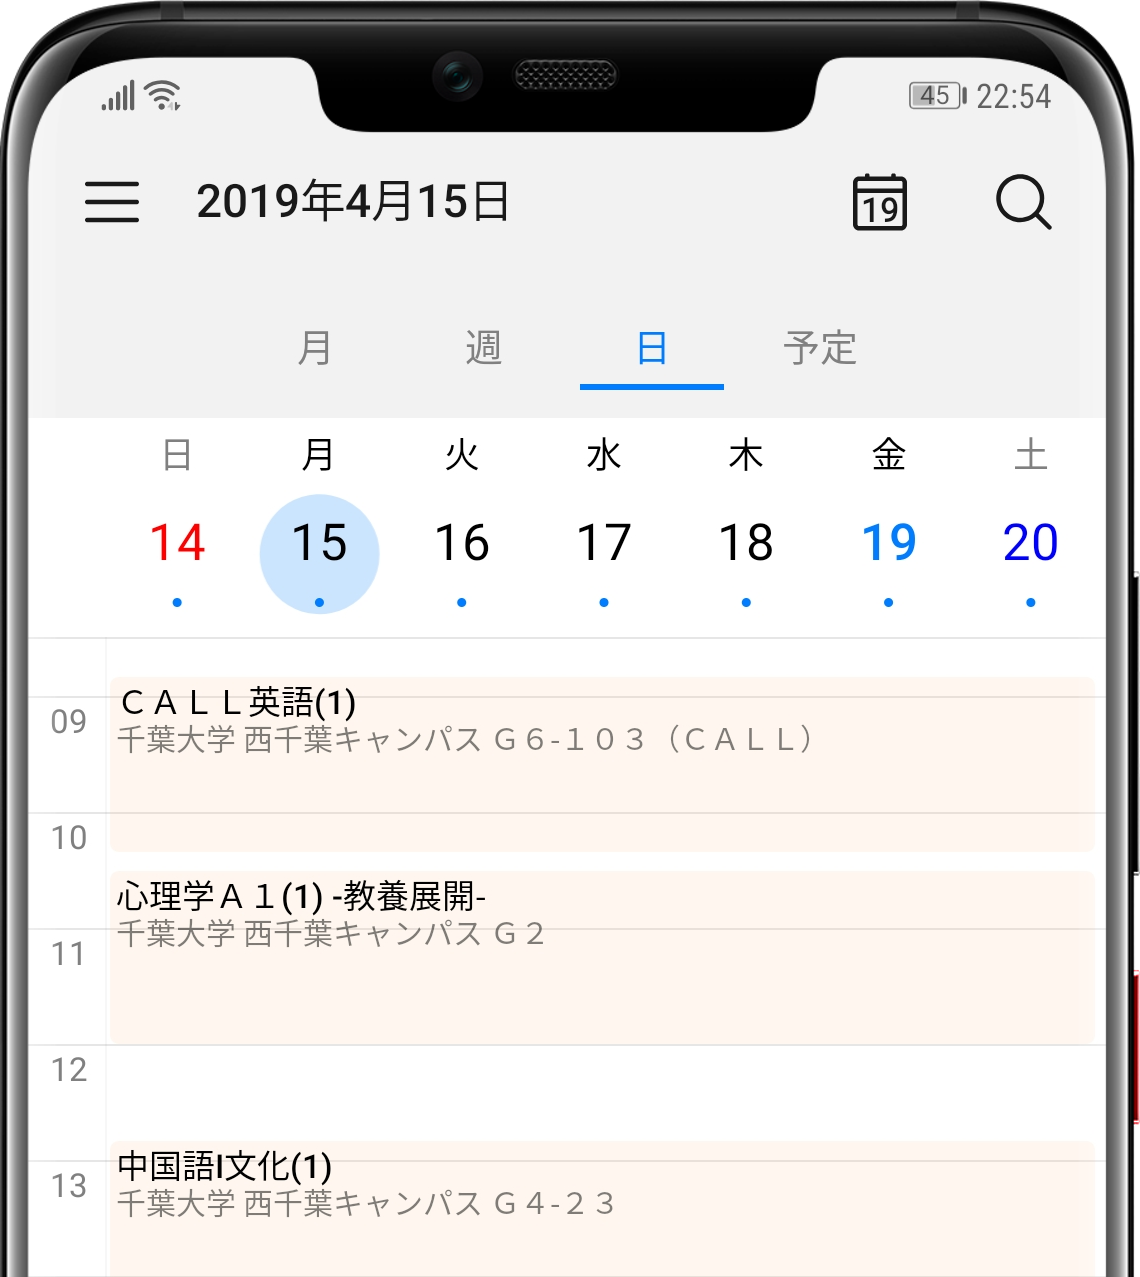 45 22:54
2019年4月15日
19
月 週 日 予定
日 月 火 水 木 金 土
14 15 16 17 18 19 20
ＣＡＬＬ英語(1)
09
千葉大学 西千葉キャンパス Ｇ６-１０３（ＣＡＬＬ）
10
心理学Ａ１(1) -教養展開-
千葉大学 西千葉キャンパス Ｇ２
11
12
中国語I文化(1)
13
千葉大学 西千葉キャンパス Ｇ４-２３